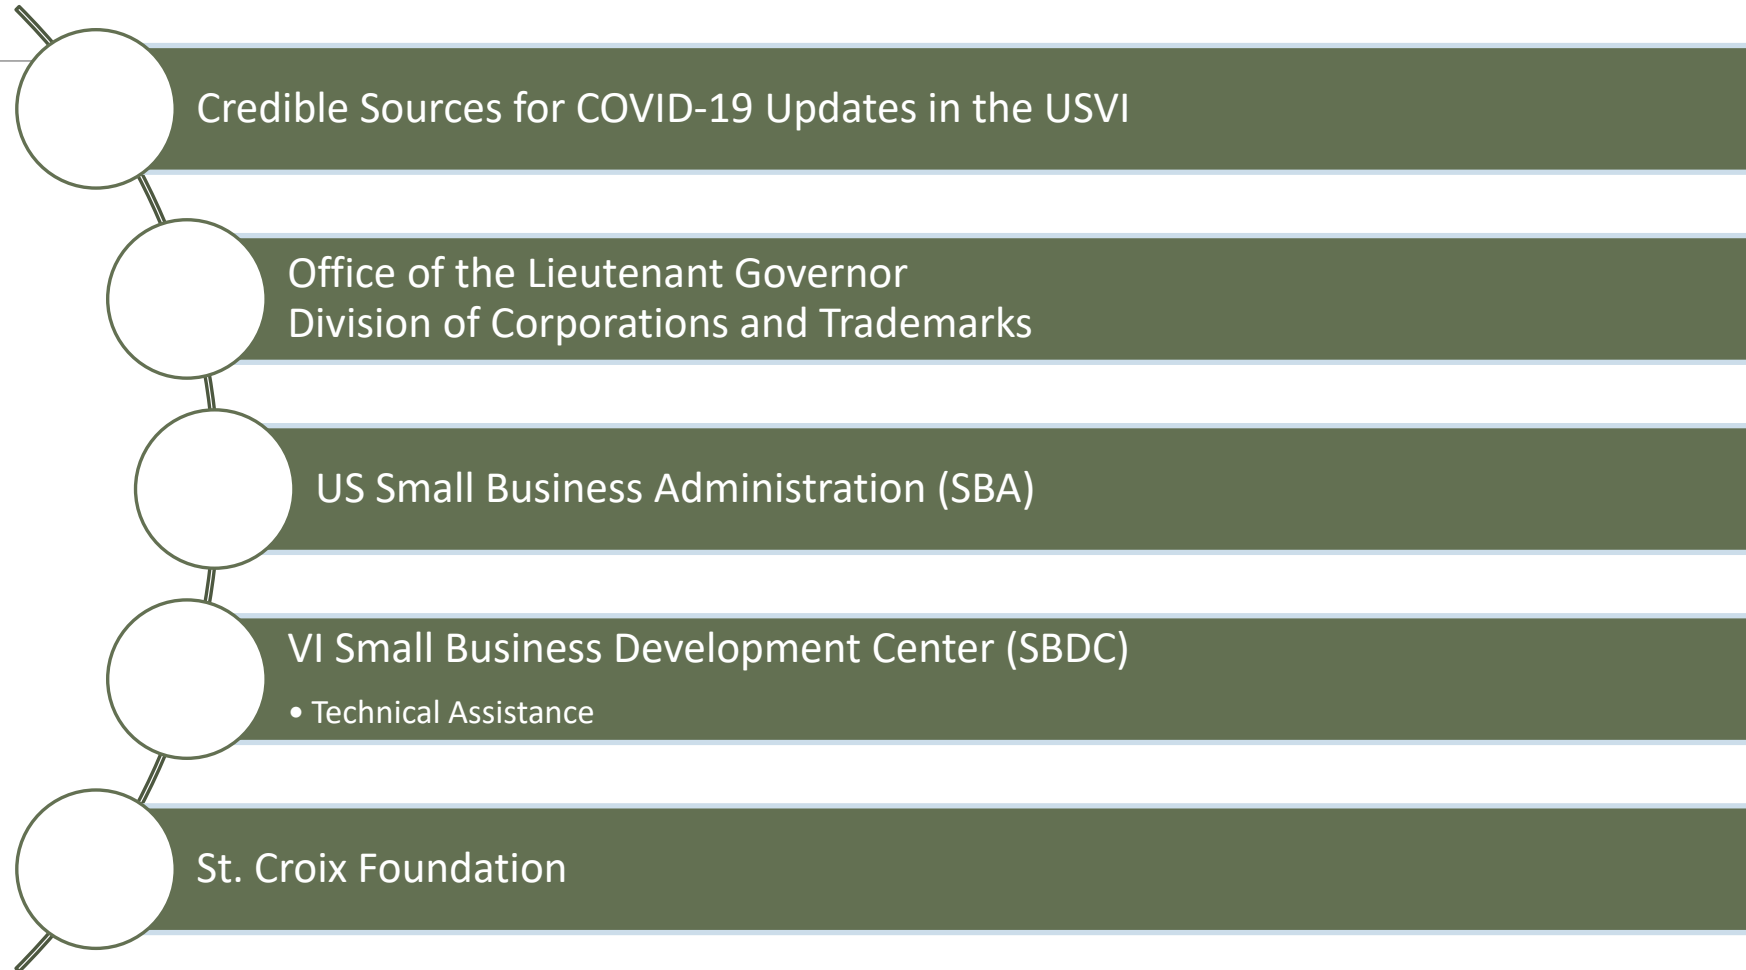 Credible Sources for COVID-19 Updates in the USVI
Office of the Lieutenant Governor
Division of Corporations and Trademarks
US Small Business Administration (SBA)
VI Small Business Development Center (SBDC)
• Technical Assistance
St. Croix Foundation